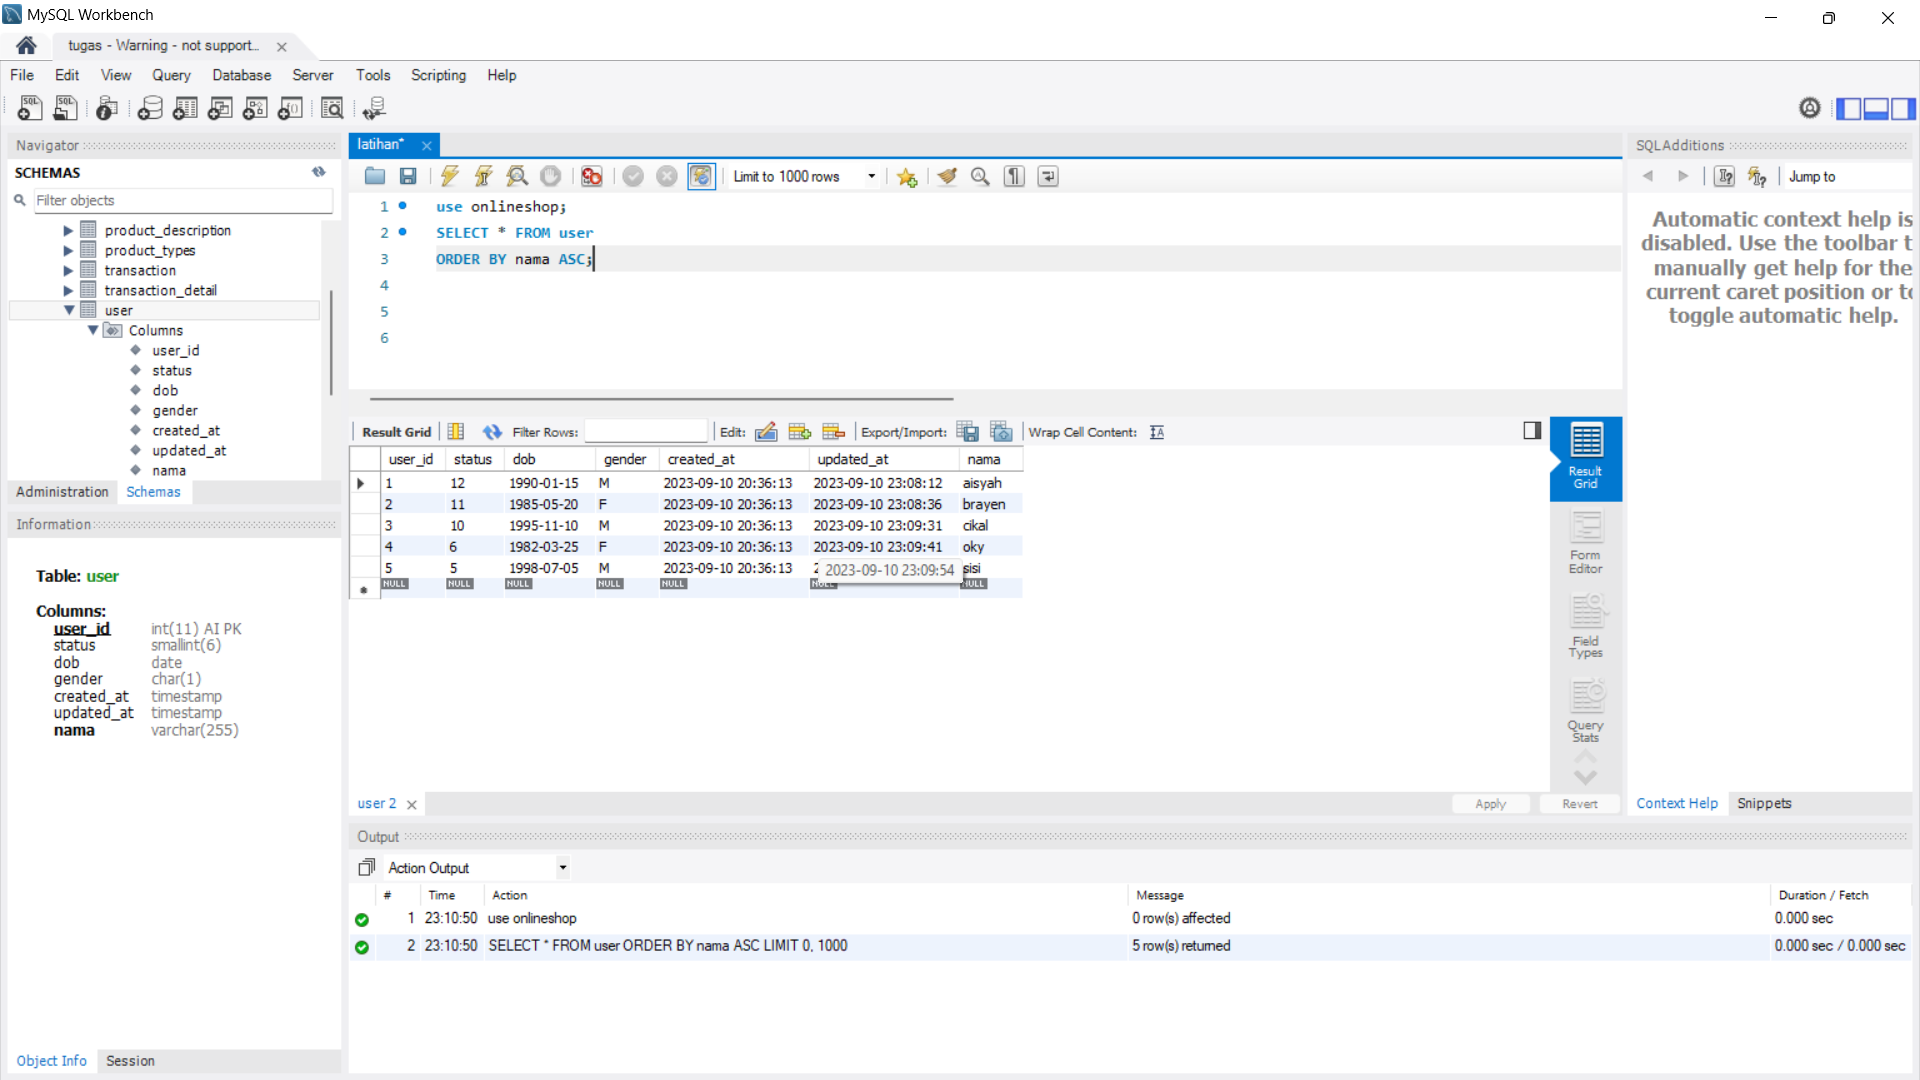 MySQL Workbench
tugas - Warning - not support...
File Edit View Query Database Server Tools Scripting Help
Navigator
SCHEMAS
Filter objects
product_description
product_types
transaction
transaction_detail
user
Columns
user_id
status
dob
gender
created_at
updated_at
nama
Administration Schemas
Information
Table: user
Columns:
user_id int(11) AI PK
status smallint(6)
dob date
gender char(1)
created_at timestamp
updated_at timestamp
nama varchar(255)
Object Info Session
latihan*
Limit to 1000 rows
1 use onlineshop;
2 SELECT * FROM user
3 ORDER BY nama ASC;
4
5
6
Result Grid Filter Rows: Edit: Export/Import: Wrap Cell Content:
user_id status dob gender created_at updated_at nama
1 12 1990-01-15 M 2023-09-10 20:36:13 2023-09-10 23:08:12 aisyah
2 11 1985-05-20 F 2023-09-10 20:36:13 2023-09-10 23:08:36 brayen
3 10 1995-11-10 M 2023-09-10 20:36:13 2023-09-10 23:09:31 cikal
4 6 1982-03-25 F 2023-09-10 20:36:13 2023-09-10 23:09:41 oky
5 5 1998-07-05 M 2023-09-10 20:36:13 2023-09-10 23:09:54 sisi
NULL NULL NULL NULL NULL NULL NULL
Result Grid
Form Editor
Field Types
Query Stats
user 2 Apply Revert
SQLAdditions
Jump to
Automatic context help is
disabled. Use the toolbar t
manually get help for the
current caret position or to
toggle automatic help.
Context Help Snippets
Output
Action Output
# Time Action Message Duration / Fetch
1 23:10:50 use onlineshop 0 row(s) affected 0.000 sec
2 23:10:50 SELECT * FROM user ORDER BY nama ASC LIMIT 0, 1000 5 row(s) returned 0.000 sec / 0.000 sec